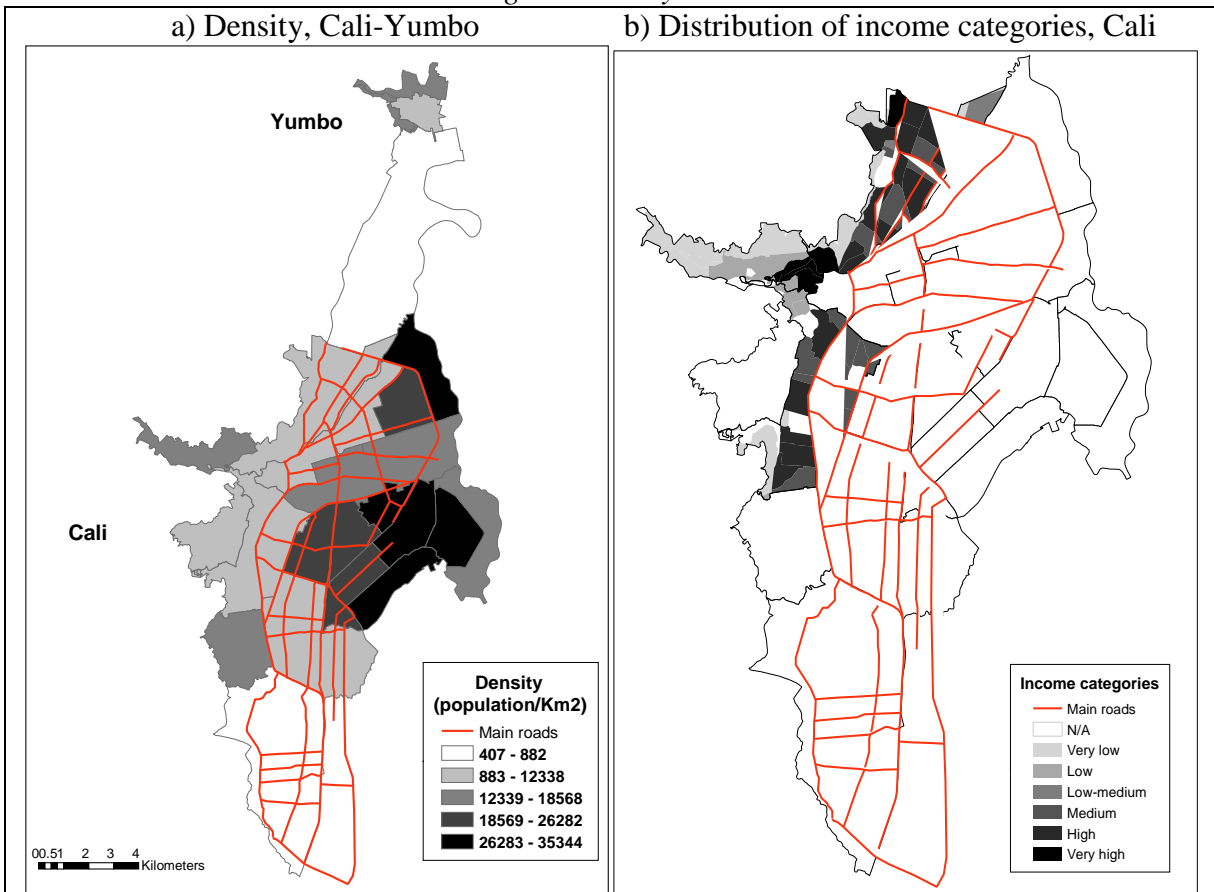 a) Density, Cali-Yumbo
b) Distribution of income categories, Cali
Yumbo
Cali
Density
(population/Km2)
Main roads
407 - 882
883 - 12338
12339 - 18568
18569 - 26282
26283 - 35344
00.51 2 3 4
Kilometers
Income categories
Main roads
N/A
Very low
Low
Low-medium
Medium
High
Very high